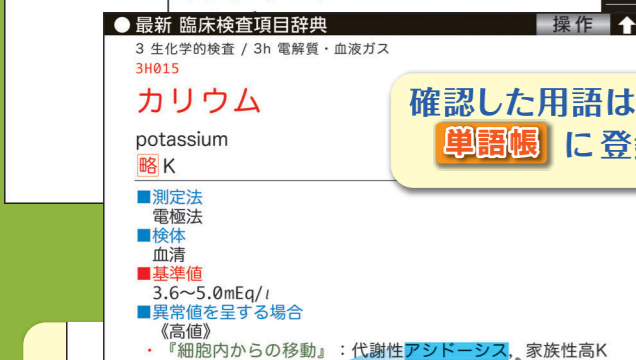 ● 最新 臨床検査項目辞典 操作
3 生化学的検査 / 3h 電解質・血液ガス
3H015
カリウム
確認した用語は
単語帳 に登
potassium
略 K
■測定法
電極法
■検体
血清
■基準値
3.6〜5.0mEq/l
■異常値を呈する場合
《高値》
・『細胞内からの移動』：代謝性アシドーシス，家族性高K